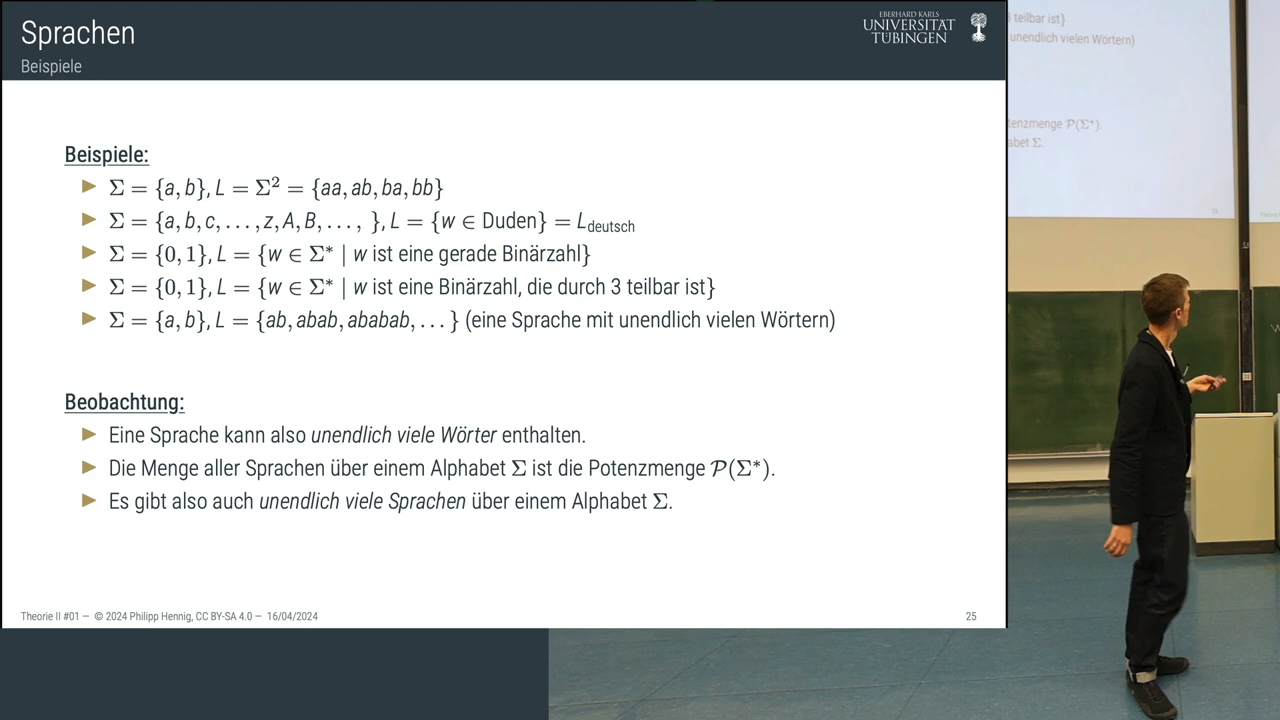 Sprachen
Beispiele
EBERHARD KARLS
UNIVERSITÄT
TÜBINGEN
Beispiele:
Σ = {a, b}, L = Σ² = {aa, ab, ba, bb}
Σ = {a, b, c, . . . , z, A, B, . . . , }, L = {w ∈ Duden} = L_deutsch
Σ = {0, 1}, L = {w ∈ Σ* | w ist eine gerade Binärzahl}
Σ = {0, 1}, L = {w ∈ Σ* | w ist eine Binärzahl, die durch 3 teilbar ist}
Σ = {a, b}, L = {ab, abab, ababab, . . . } (eine Sprache mit unendlich vielen Wörtern)
Beobachtung:
Eine Sprache kann also unendlich viele Wörter enthalten.
Die Menge aller Sprachen über einem Alphabet Σ ist die Potenzmenge 𝒫(Σ*).
Es gibt also auch unendlich viele Sprachen über einem Alphabet Σ.
Theorie II #01 — © 2024 Philipp Hennig, CC BY-SA 4.0 — 16/04/2024
25
3 teilbar ist}
unendlich vielen Wörtern)
tenzmenge 𝒫(Σ*).
abet Σ.
25